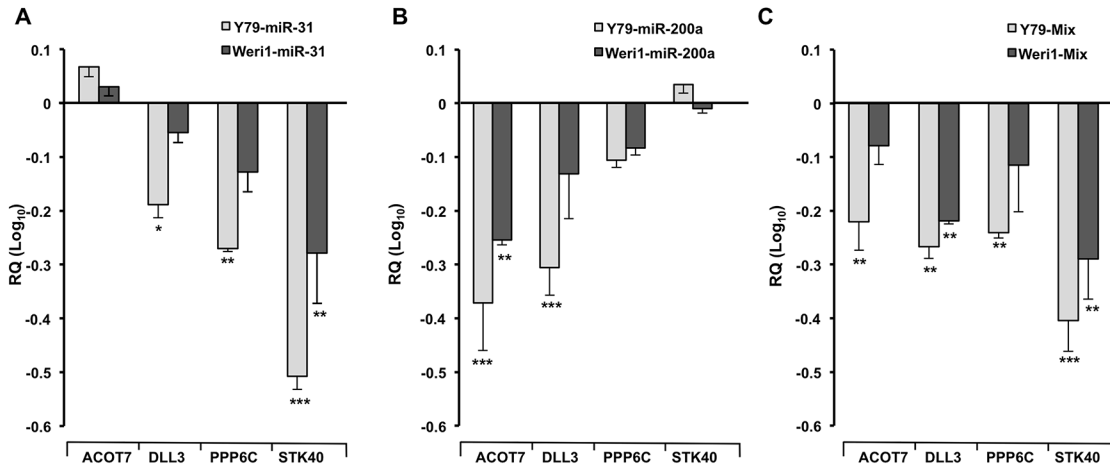 A
Y79-miR-31
Weri1-miR-31
RQ (Log10)
0.1
0
-0.1
-0.2
-0.3
-0.4
-0.5
-0.6
*
**
***
**
ACOT7 DLL3 PPP6C STK40
B
Y79-miR-200a
Weri1-miR-200a
RQ (Log10)
0.1
0
-0.1
-0.2
-0.3
-0.4
-0.5
-0.6
***
**
***
ACOT7 DLL3 PPP6C STK40
C
Y79-Mix
Weri1-Mix
RQ (Log10)
0.1
0
-0.1
-0.2
-0.3
-0.4
-0.5
-0.6
**
**
**
**
***
**
ACOT7 DLL3 PPP6C STK40